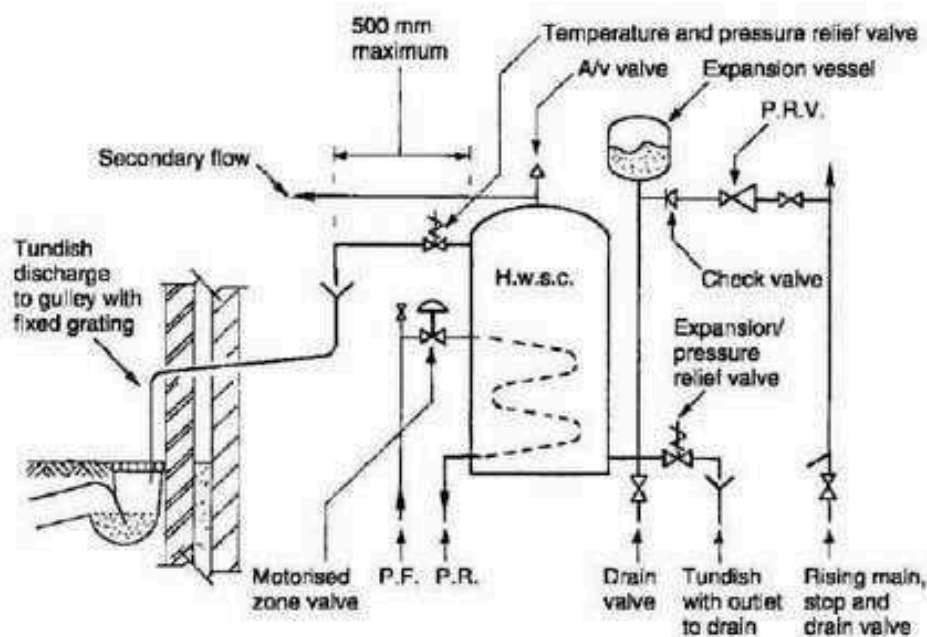 500 mm
maximum
Temperature and pressure relief valve
A/v valve
Expansion vessel
P.R.V.
Secondary flow
Tundish
discharge
to gulley with
fixed grating
H.w.s.c.
Check valve
Expansion/
pressure
relief valve
Motorised
zone valve
P.F.
P.R.
Drain
valve
Tundish
with outlet
to drain
Rising main,
stop and
drain valve